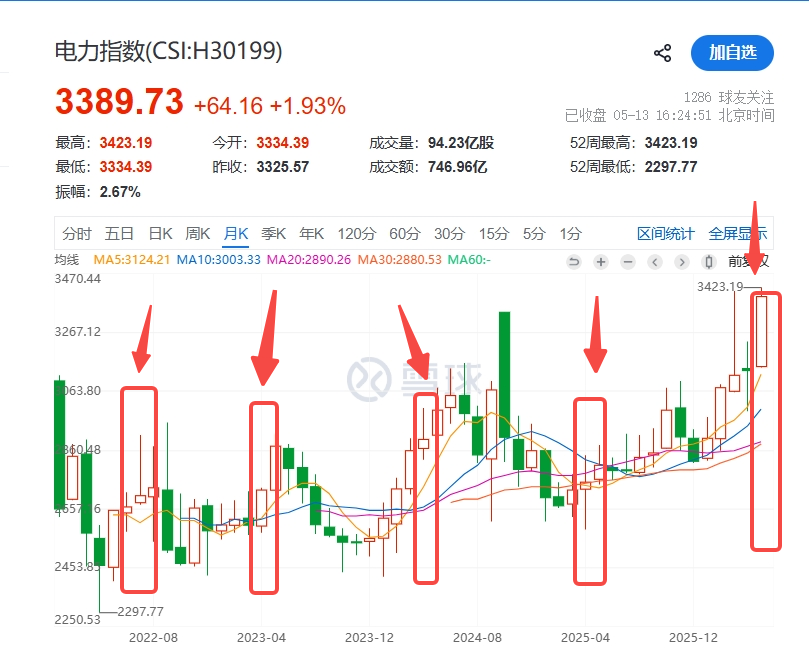 电力指数(CSI:H30199)
加自选
3389.73 +64.16 +1.93%
1286 球友关注
已收盘 05-13 16:24:51 北京时间
最高: 3423.19 今开: 3334.39 成交量: 94.23亿股 52周最高: 3423.19
最低: 3334.39 昨收: 3325.57 成交额: 746.96亿 52周最低: 2297.77
振幅: 2.67%
分时 五日 日K 周K 月K 季K 年K 120分 60分 30分 15分 5分 1分 区间统计 全屏显示
均线 MA5:3124.21 MA10:3003.33 MA20:2890.26 MA30:2880.53 MA60:- 前复权
3470.44
3423.19
3267.12
3063.80
雪球
2860.48
2657.16
2453.83
2297.77
2250.53
2022-08 2023-04 2023-12 2024-08 2025-04 2025-12